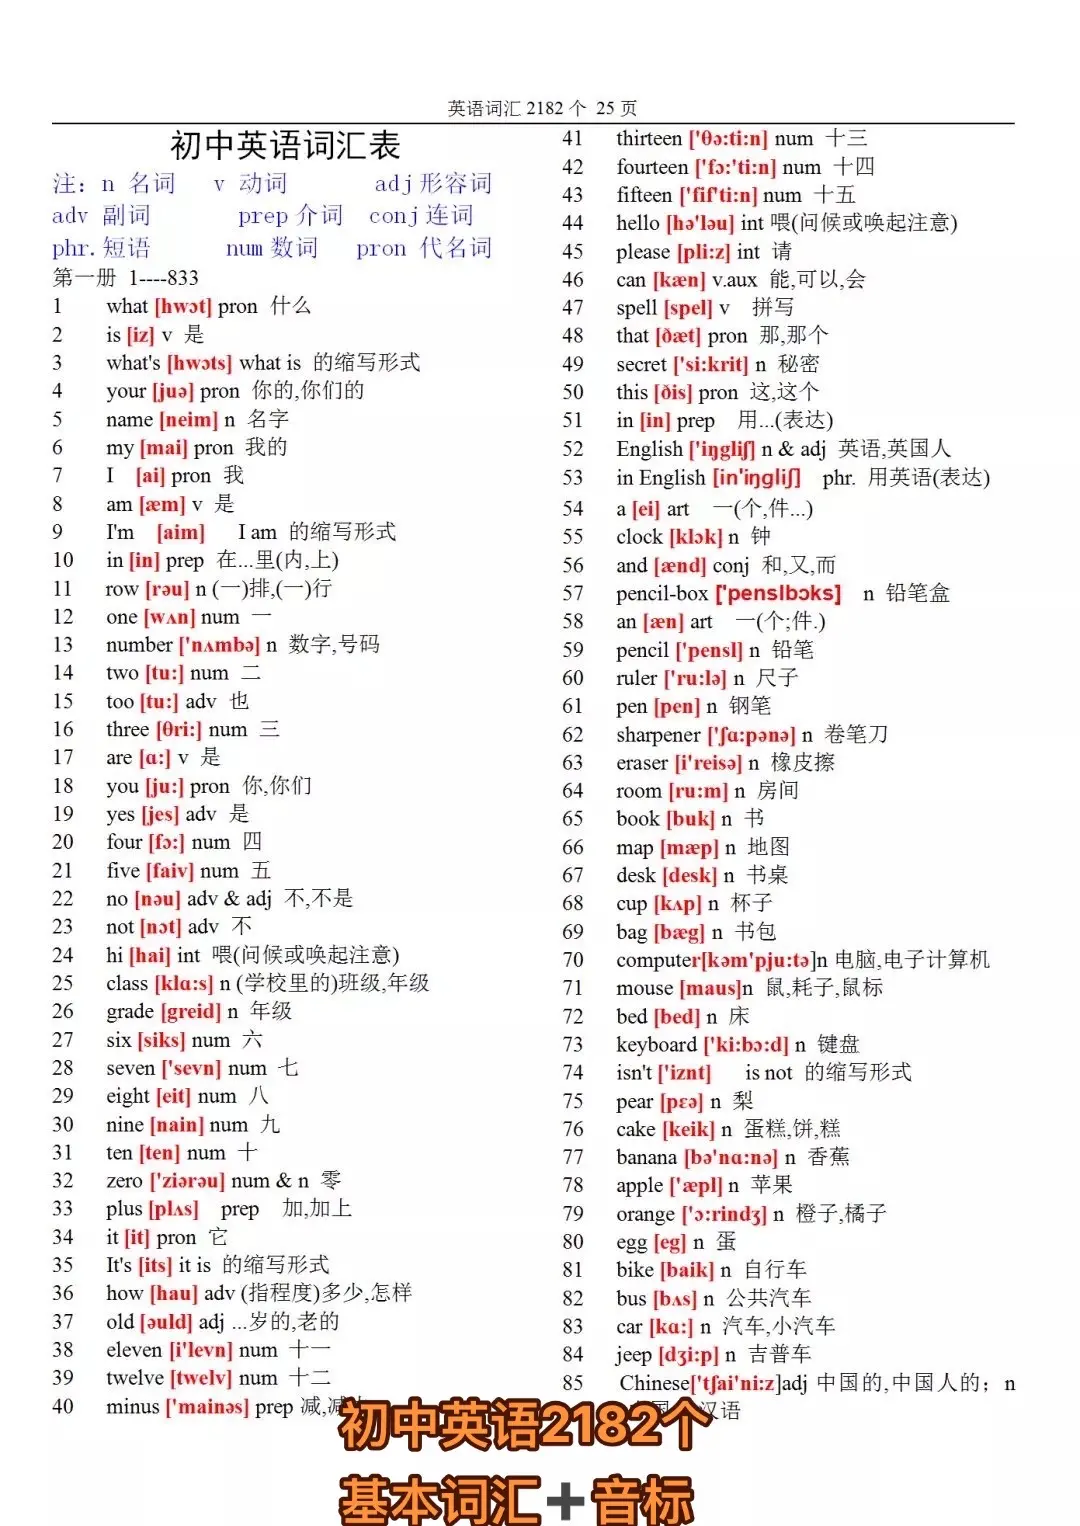 英语词汇 2182 个 25 页
初中英语词汇表
注: n 名词 v 动词 adj 形容词
adv 副词 prep 介词 conj 连词
phr. 短语 num 数词 pron 代名词
第一册 1----833
1 what [hwɔt] pron 什么
2 is [iz] v 是
3 what's [hwɔts] what is 的缩写形式
4 your [juə] pron 你的,你们的
5 name [neim] n 名字
6 my [mai] pron 我的
7 I [ai] pron 我
8 am [æm] v 是
9 I'm [aim] I am 的缩写形式
10 in [in] prep 在...里(内,上)
11 row [rəu] n (一)排,(一)行
12 one [wʌn] num 一
13 number ['nʌmbə] n 数字,号码
14 two [tu:] num 二
15 too [tu:] adv 也
16 three [θri:] num 三
17 are [ɑ:] v 是
18 you [ju:] pron 你,你们
19 yes [jes] adv 是
20 four [fɔ:] num 四
21 five [faiv] num 五
22 no [nəu] adv & adj 不,不是
23 not [nɔt] adv 不
24 hi [hai] int 喂(问候或唤起注意)
25 class [klɑ:s] n (学校里的)班级,年级
26 grade [greid] n 年级
27 six [siks] num 六
28 seven ['sevn] num 七
29 eight [eit] num 八
30 nine [nain] num 九
31 ten [ten] num 十
32 zero ['ziərəu] num & n 零
33 plus [plʌs] prep 加,加上
34 it [it] pron 它
35 It's [its] it is 的缩写形式
36 how [hau] adv (指程度)多少,怎样
37 old [əuld] adj ...岁的,老的
38 eleven [i'levn] num 十一
39 twelve [twelv] num 十二
40 minus ['mainəs] prep 减,减
41 thirteen ['θə:ti:n] num 十三
42 fourteen ['fɔ:'ti:n] num 十四
43 fifteen ['fif'ti:n] num 十五
44 hello [hə'ləu] int 喂(问候或唤起注意)
45 please [pli:z] int 请
46 can [kæn] v.aux 能,可以,会
47 spell [spel] v 拼写
48 that [ðæt] pron 那,那个
49 secret ['si:krit] n 秘密
50 this [ðis] pron 这,这个
51 in [in] prep 用...(表达)
52 English ['iŋgliʃ] n & adj 英语,英国人
53 in English [in'iŋgliʃ] phr. 用英语(表达)
54 a [ei] art 一(个,件...)
55 clock [klɔk] n 钟
56 and [ænd] conj 和,又,而
57 pencil-box ['penslbɔks] n 铅笔盒
58 an [æn] art 一(个;件.)
59 pencil ['pensl] n 铅笔
60 ruler ['ru:lə] n 尺子
61 pen [pen] n 钢笔
62 sharpener ['ʃɑ:pənə] n 卷笔刀
63 eraser [i'reisə] n 橡皮擦
64 room [ru:m] n 房间
65 book [buk] n 书
66 map [mæp] n 地图
67 desk [desk] n 书桌
68 cup [kʌp] n 杯子
69 bag [bæg] n 书包
70 computer[kəm'pju:tə]n 电脑,电子计算机
71 mouse [maus]n 鼠,耗子,鼠标
72 bed [bed] n 床
73 keyboard ['ki:bɔ:d] n 键盘
74 isn't ['iznt] is not 的缩写形式
75 pear [pɛə] n 梨
76 cake [keik] n 蛋糕,饼,糕
77 banana [bə'nɑ:nə] n 香蕉
78 apple ['æpl] n 苹果
79 orange ['ɔ:rindʒ] n 橙子,橘子
80 egg [eg] n 蛋
81 bike [baik] n 自行车
82 bus [bʌs] n 公共汽车
83 car [kɑ:] n 汽车,小汽车
84 jeep [dʒi:p] n 吉普车
85 Chinese['tʃai'ni:z]adj 中国的,中国人的; n
汉语
初中英语2182个
基本词汇➕音标